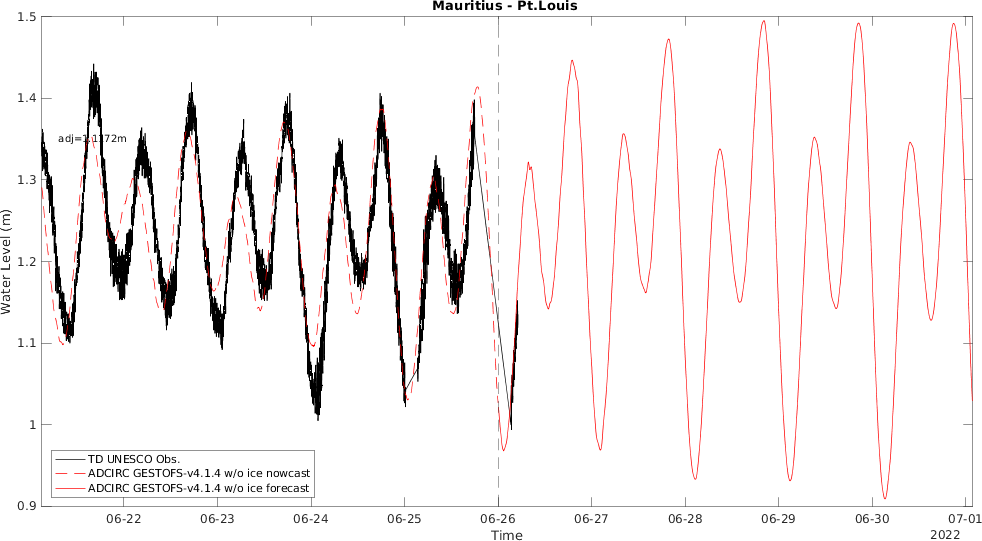 Mauritius - Pt.Louis
1.5
1.4
1.3
1.2
1.1
1
0.9
Water Level (m)
adj=1.1172m
TD UNESCO Obs.
ADCIRC GESTOFS-v4.1.4 w/o ice nowcast
ADCIRC GESTOFS-v4.1.4 w/o ice forecast
06-22
06-23
06-24
06-25
06-26
06-27
06-28
06-29
06-30
07-01
Time
2022